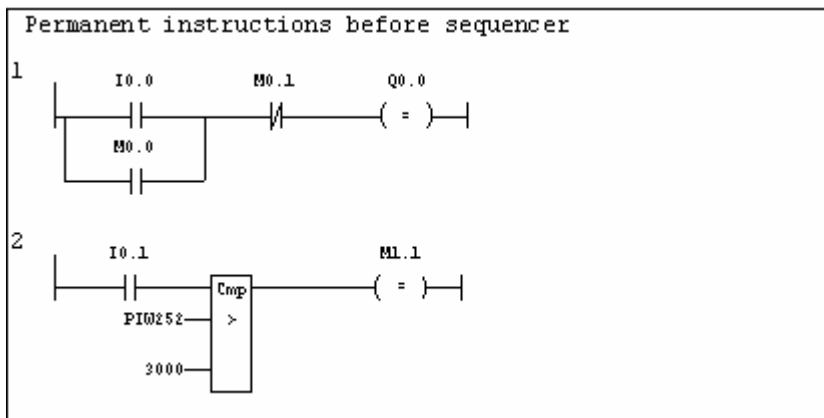 Permanent instructions before sequencer
1
I0.0 M0.1 Q0.0
( = )
M0.0
2
I0.1 M1.1
Cmp ( = )
PIW252 >
3000